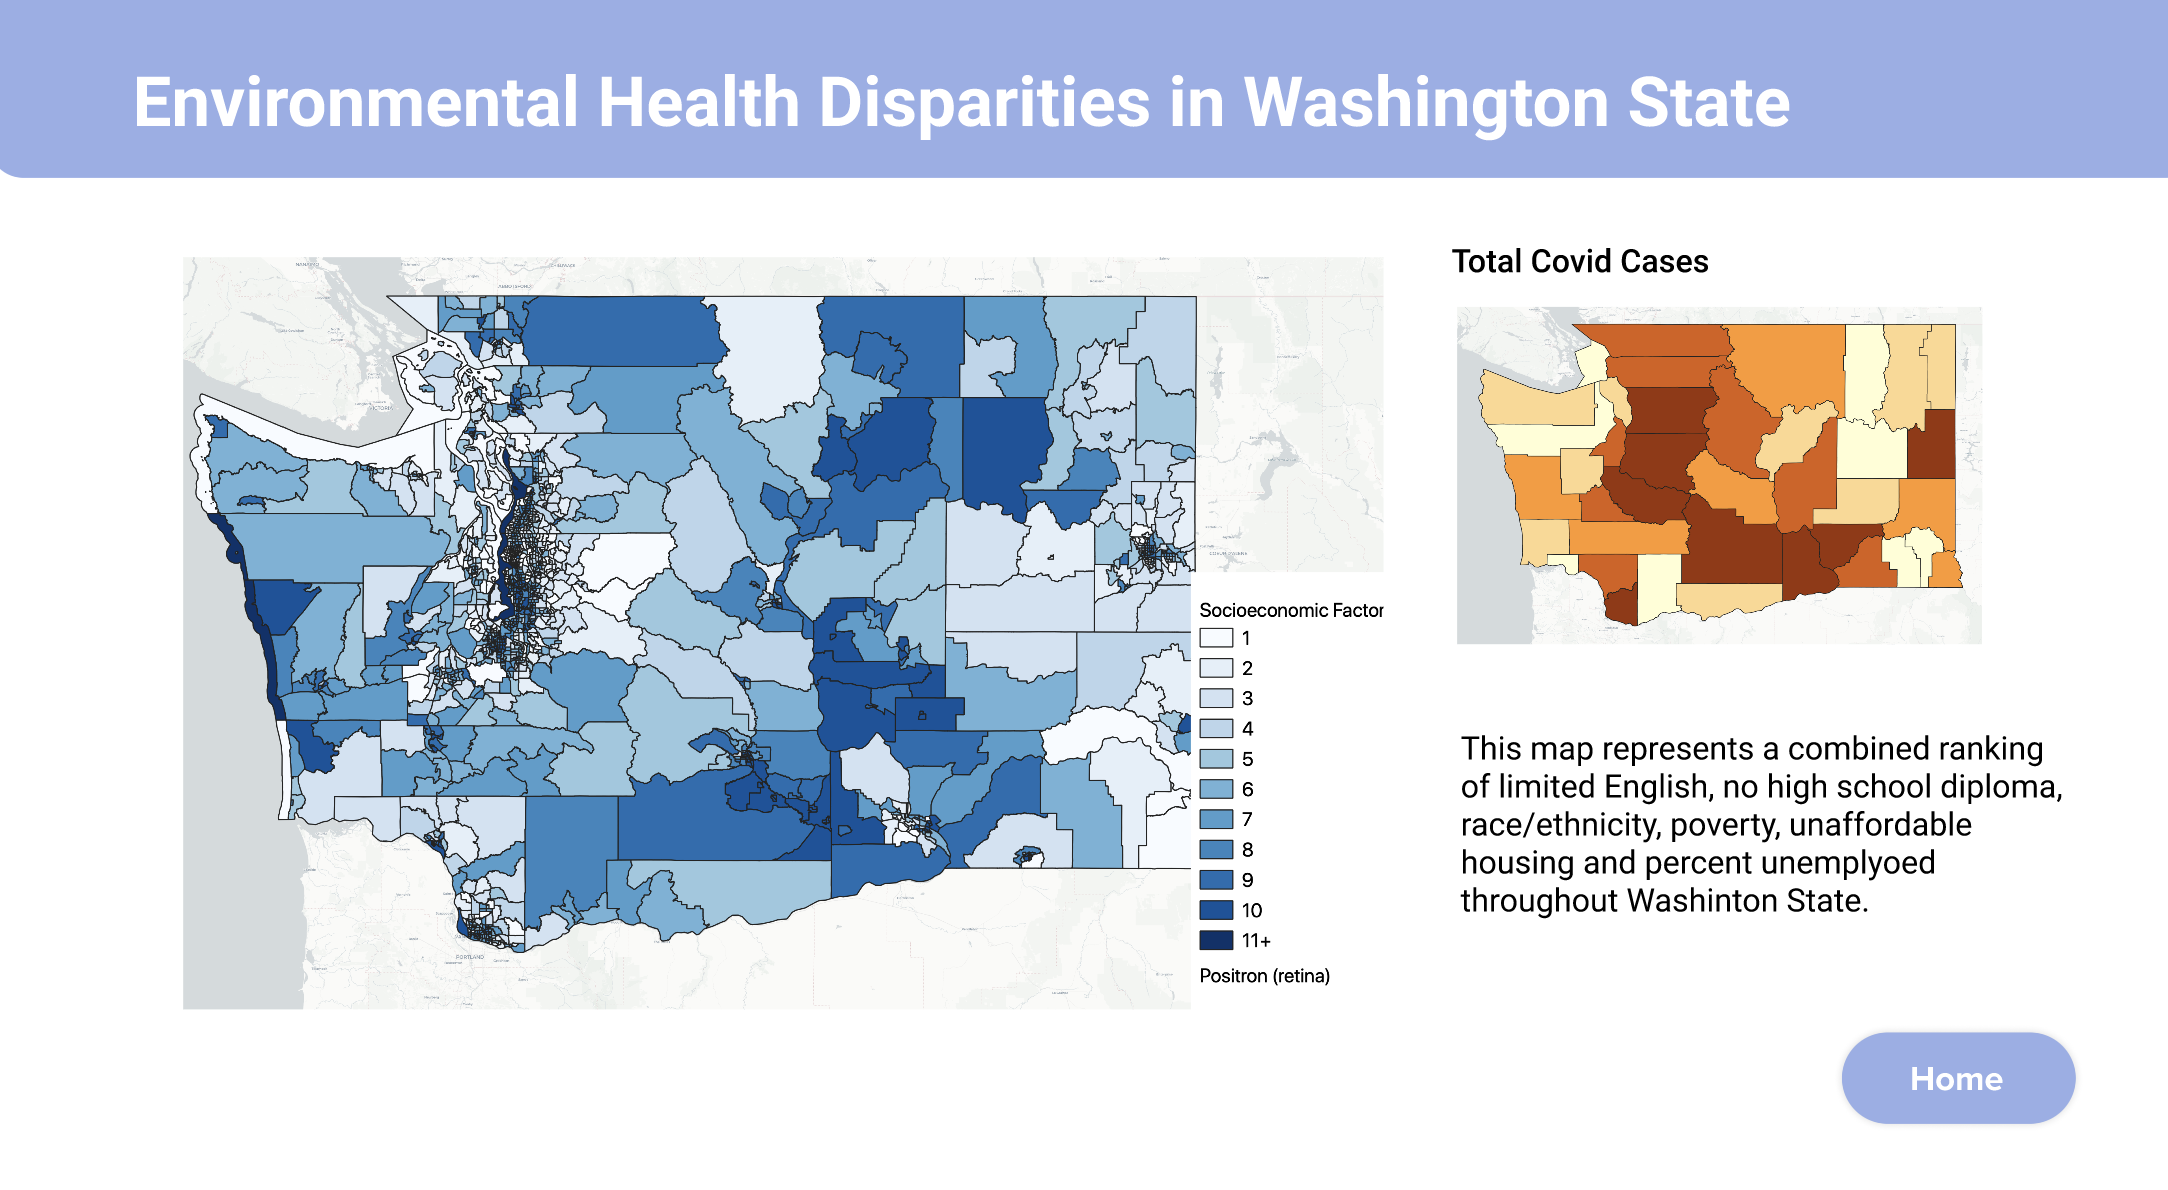 Environmental Health Disparities in Washington State
Total Covid Cases
VICTORIA
PORTLAND
Socioeconomic Factor
1
2
3
4
5
6
7
8
9
10
11+
Positron (retina)
This map represents a combined ranking
of limited English, no high school diploma,
race/ethnicity, poverty, unaffordable
housing and percent unemplyoed
throughout Washinton State.
Home